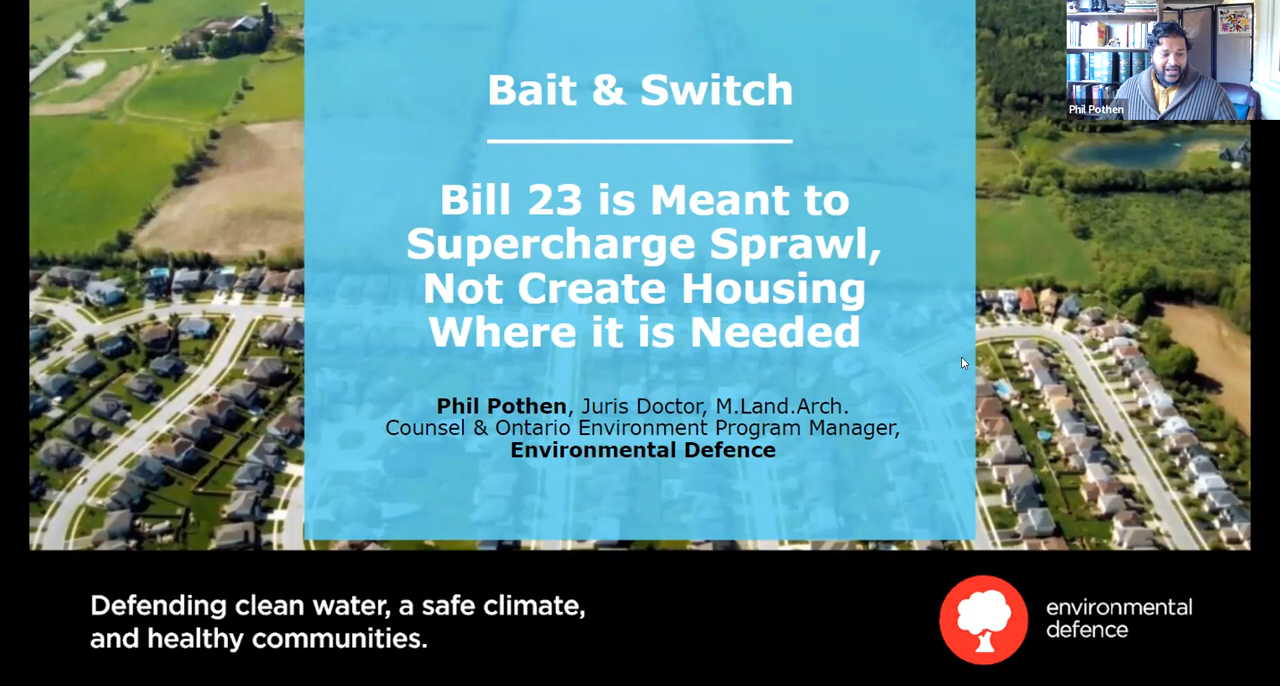 Bait & Switch
Bill 23 is Meant to
Supercharge Sprawl,
Not Create Housing
Where it is Needed
Phil Pothen, Juris Doctor, M.Land.Arch.
Counsel & Ontario Environment Program Manager,
Environmental Defence
Phil Pothen
Defending clean water, a safe climate,
and healthy communities.
environmental
defence